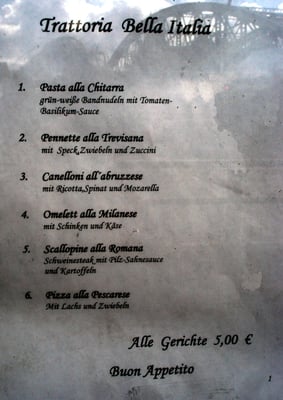 Trattoria Bella Italia
1. Pasta alla Chitarra
grün-weiße Bandnudeln mit Tomaten-
Basilikum-Sauce
2. Pennette alla Trevisana
mit Speck,Zwiebeln und Zuccini
3. Canelloni all'abruzzese
mit Ricotta,Spinat und Mozarella
4. Omelett alla Milanese
mit Schinken und Käse
5. Scallopine alla Romana
Schweinesteak mit Pilz-Sahnesauce
und Kartoffeln
6. Pizza alla Pescarese
Mit Lachs und Zwiebeln
Alle Gerichte 5,00 €
Buon Appetito
1